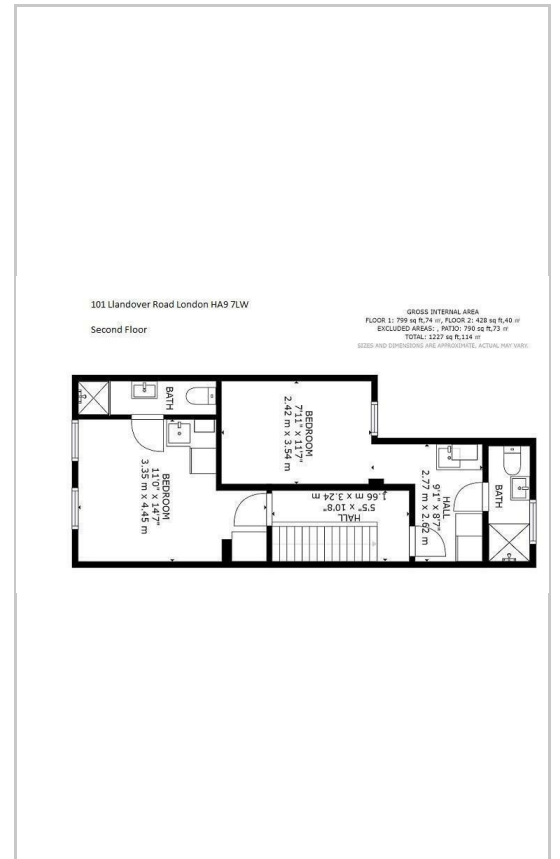 101 Llandover Road London HA9 7LW
Second Floor
GROSS INTERNAL AREA
FLOOR 1: 799 sq ft,74 ㎡, FLOOR 2: 428 sq ft,40 ㎡
EXCLUDED AREAS: , PATIO: 790 sq ft,73 ㎡
TOTAL: 1227 sq ft,114 ㎡
SIZES AND DIMENSIONS ARE APPROXIMATE, ACTUAL MAY VARY.
BATH
BEDROOM
11'0" x 14'7"
3.35 m x 4.45 m
BEDROOM
7'11" x 11'7"
2.42 m x 3.54 m
HALL
5'5" x 10'8"
1.66 m x 3.24 m
HALL
9'1" x 8'7"
2.77 m x 2.62 m
BATH